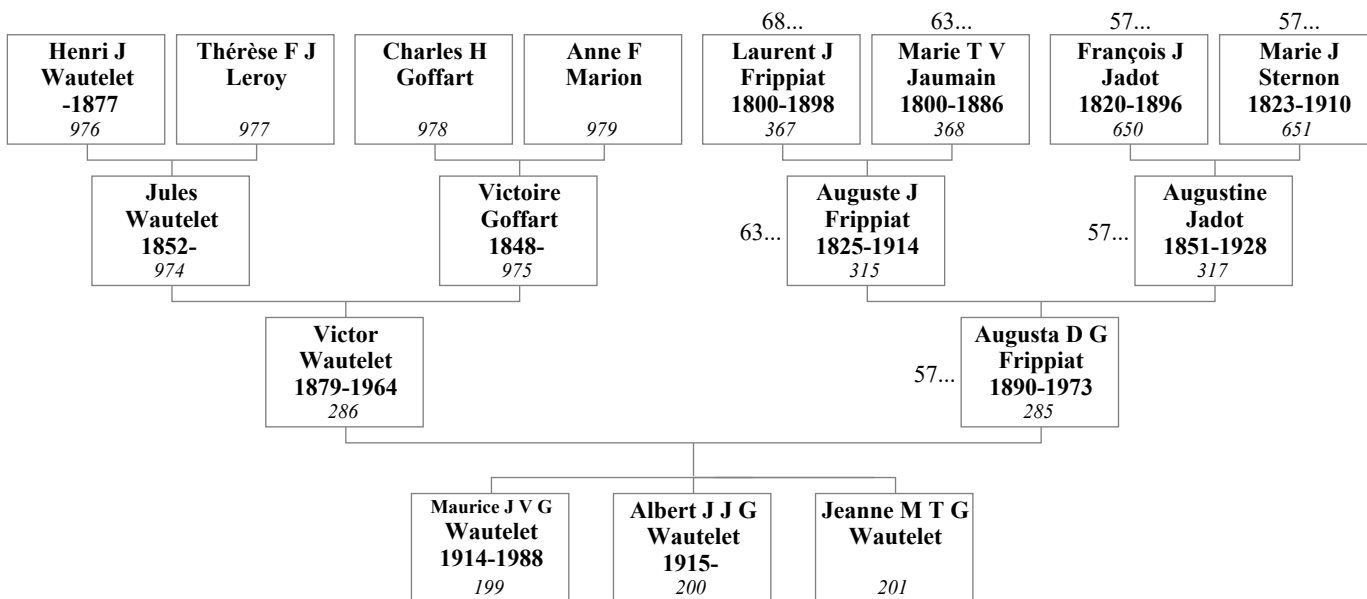 68...
63...
57...
57...
Henri J
Wautelet
-1877
976
Thérèse F J
Leroy
977
Charles H
Goffart
978
Anne F
Marion
979
Laurent J
Frippiat
1800-1898
367
Marie T V
Jaumain
1800-1886
368
François J
Jadot
1820-1896
650
Marie J
Sternon
1823-1910
651
Jules
Wautelet
1852-
974
Victoire
Goffart
1848-
975
63...
Auguste J
Frippiat
1825-1914
315
57...
Augustine
Jadot
1851-1928
317
Victor
Wautelet
1879-1964
286
57...
Augusta D G
Frippiat
1890-1973
285
Maurice J V G
Wautelet
1914-1988
199
Albert J J G
Wautelet
1915-
200
Jeanne M T G
Wautelet
201